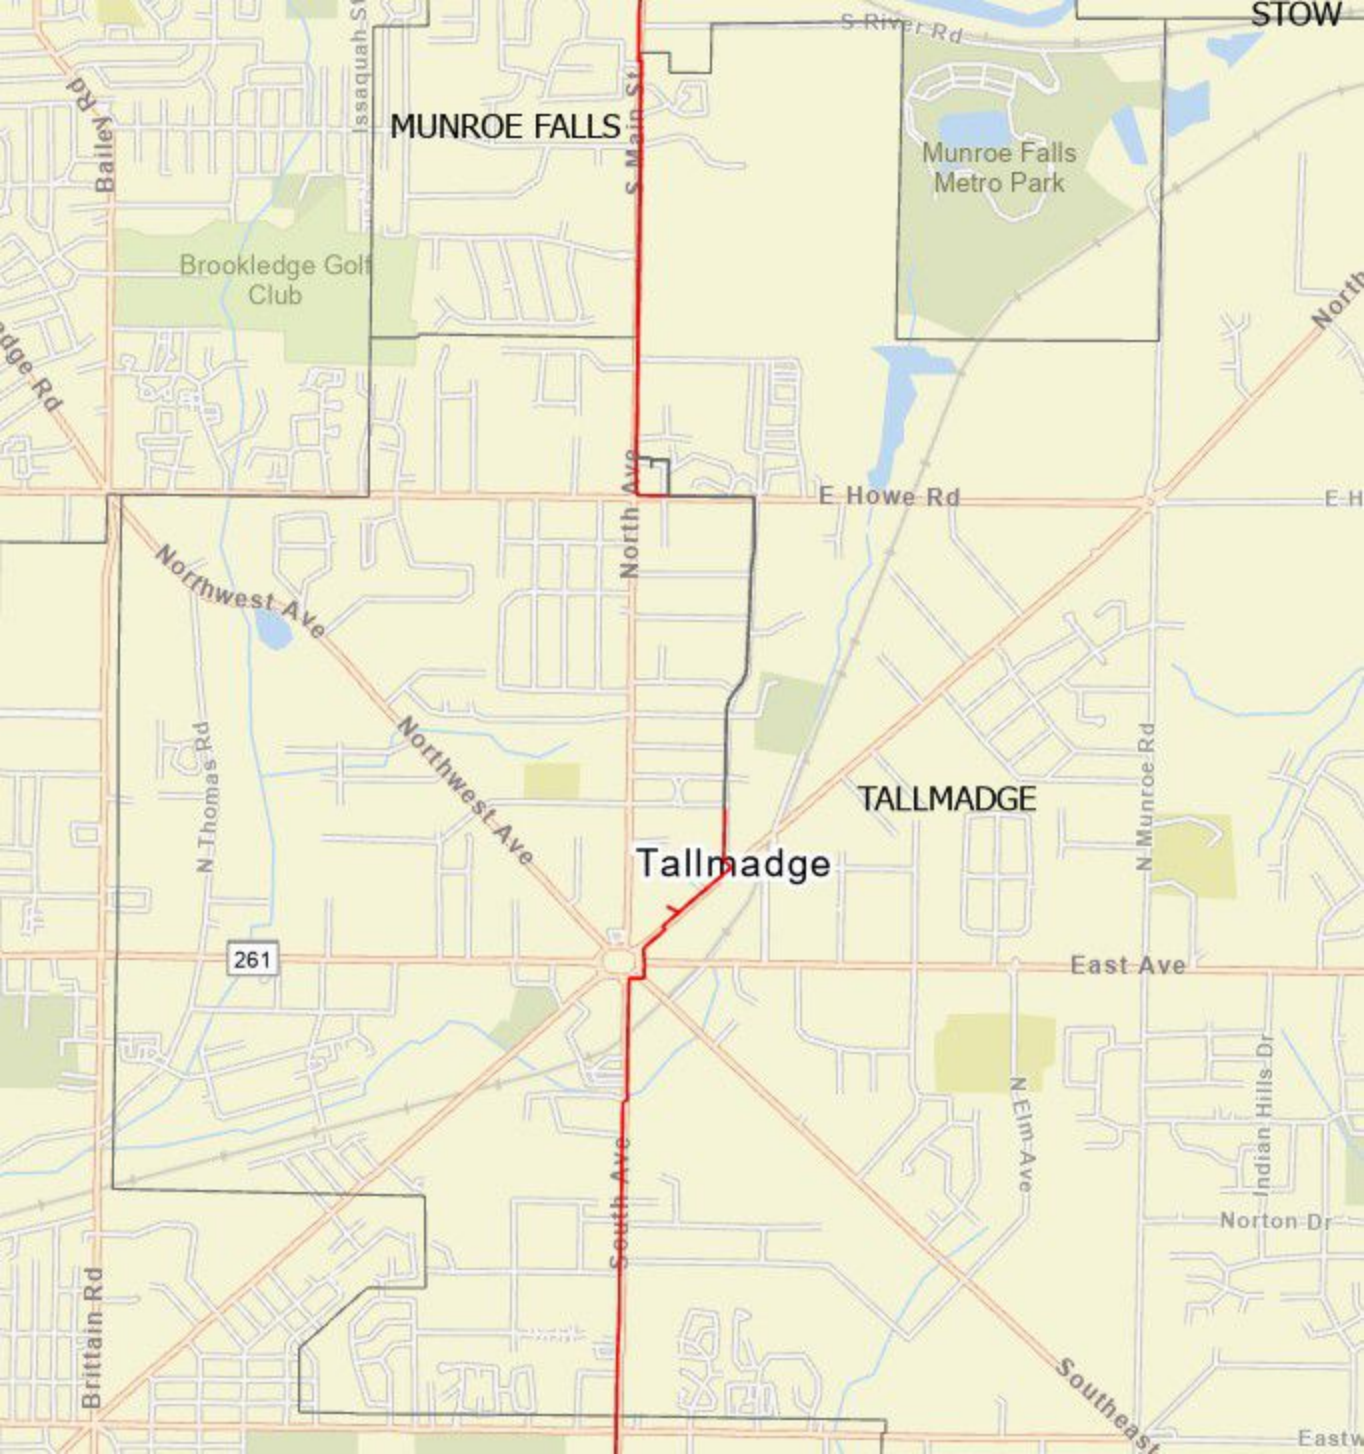 STOW
S River Rd
Issaquah St
Bailey Rd
MUNROE FALLS
S Main St
Munroe Falls
Metro Park
Brookledge Golf
Club
North
adge Rd
E Howe Rd
E H
North Ave
Northwest Ave
Northwest Ave
N Thomas Rd
N Munroe Rd
TALLMADGE
Tallmadge
261
East Ave
N Elm Ave
Indian Hills Dr
South Ave
Norton Dr
Brittain Rd
Southeast
Eastw